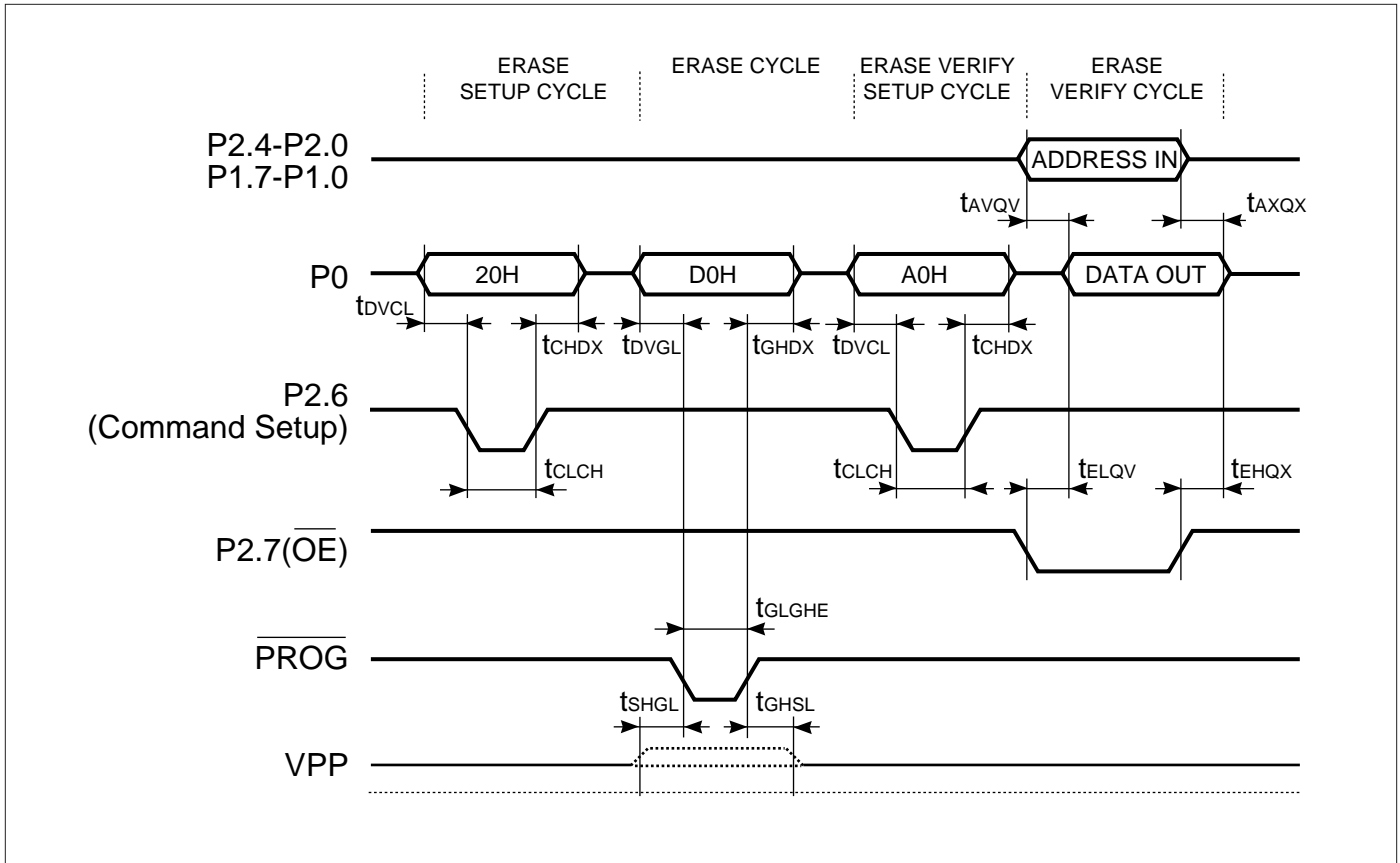 ERASE
SETUP CYCLE
ERASE CYCLE
ERASE VERIFY
SETUP CYCLE
ERASE
VERIFY CYCLE
P2.4-P2.0
P1.7-P1.0
ADDRESS IN
tAVQV
tAXQX
P0
20H
D0H
A0H
DATA OUT
tDVCL
tCHDX
tDVGL
tGHDX
tDVCL
tCHDX
P2.6
(Command Setup)
tCLCH
tCLCH
tELQV
tEHQX
P2.7(OE)
tGLGHE
PROG
tSHGL
tGHSL
VPP